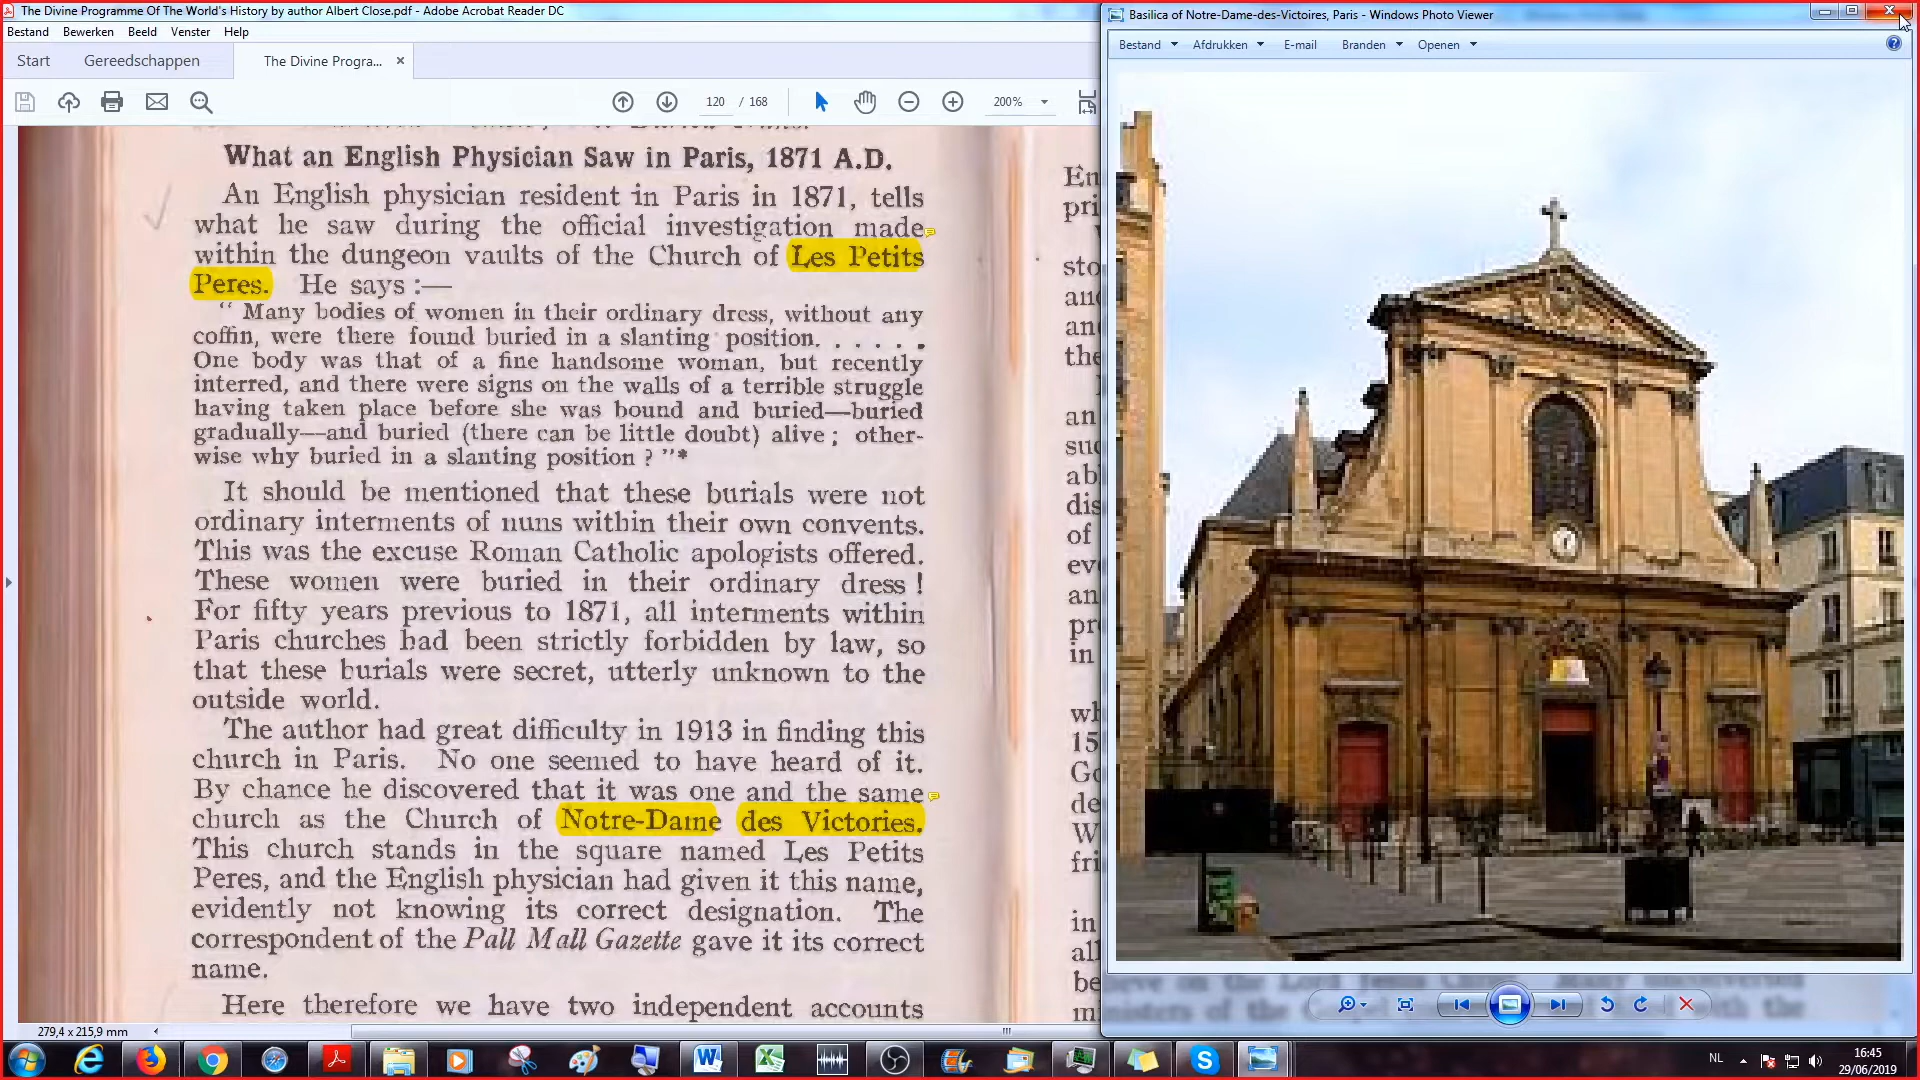 The Divine Programme Of The World's History by author Albert Close.pdf - Adobe Acrobat Reader DC
Bestand Bewerken Beeld Venster Help
Start Gereedschappen The Divine Progra... ×
120 / 168 200%
What an English Physician Saw in Paris, 1871 A.D.
An English physician resident in Paris in 1871, tells
what he saw during the official investigation made
within the dungeon vaults of the Church of Les Petits
Peres. He says :—
“ Many bodies of women in their ordinary dress, without any
coffin, were there found buried in a slanting position. . . . . .
One body was that of a fine handsome woman, but recently
interred, and there were signs on the walls of a terrible struggle
having taken place before she was bound and buried—buried
gradually—and buried (there can be little doubt) alive ; other-
wise why buried in a slanting position ? ”*
It should be mentioned that these burials were not
ordinary interments of nuns within their own convents.
This was the excuse Roman Catholic apologists offered.
These women were buried in their ordinary dress !
For fifty years previous to 1871, all interments within
Paris churches had been strictly forbidden by law, so
that these burials were secret, utterly unknown to the
outside world.
The author had great difficulty in 1913 in finding this
church in Paris. No one seemed to have heard of it.
By chance he discovered that it was one and the same
church as the Church of Notre-Dame des Victories.
This church stands in the square named Les Petits
Peres, and the English physician had given it this name,
evidently not knowing its correct designation. The
correspondent of the Pall Mall Gazette gave it its correct
name.
Here therefore we have two independent accounts
279,4 x 215,9 mm
Basilica of Notre-Dame-des-Victoires, Paris - Windows Photo Viewer
Bestand Afdrukken E-mail Branden Openen
NL
16:45
29/06/2019